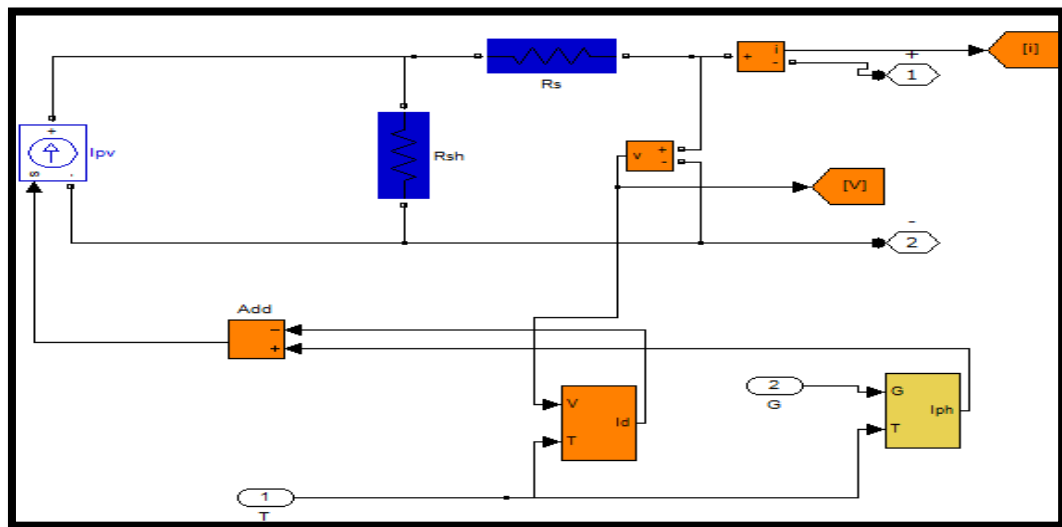 Rs
+
i
-
[i]
+
1
+
Ipv
s
-
Rsh
v
+
-
[V]
-
2
Add
−
+
V
T
Id
2
G
G
T
Iph
1
T